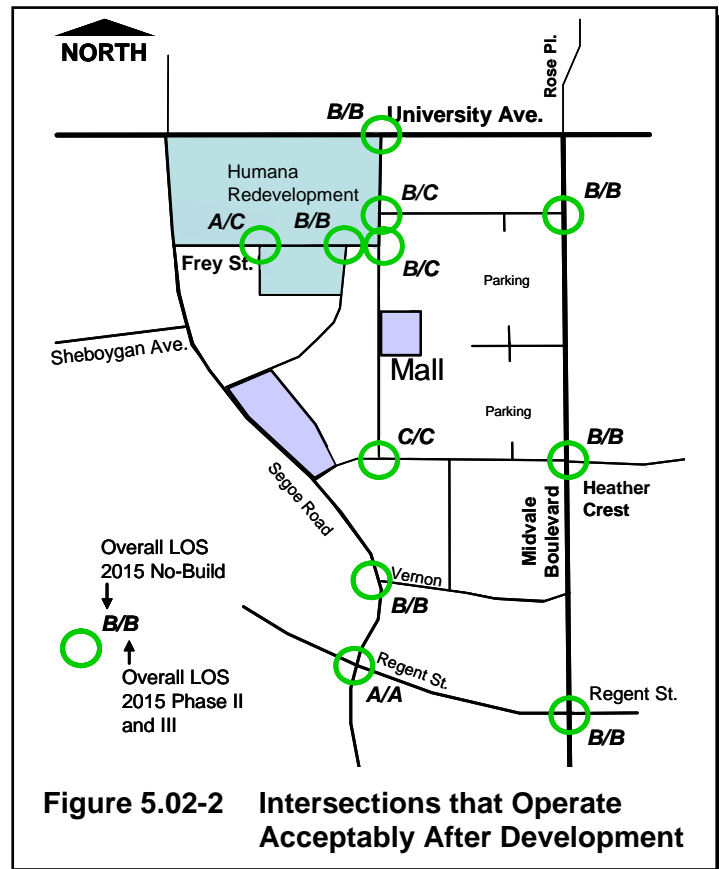 NORTH
Rose Pl.
B/B
University Ave.
Humana
Redevelopment
B/C
B/B
A/C
B/B
B/C
Frey St.
Parking
Sheboygan Ave.
Mall
Parking
C/C
B/B
Segoe Road
Heather
Crest
Midvale
Boulevard
Overall LOS
2015 No-Build
Vernon
B/B
B/B
Regent St.
Overall LOS
2015 Phase II
and III
A/A
Regent St.
B/B
Figure 5.02-2 Intersections that Operate
Acceptably After Development